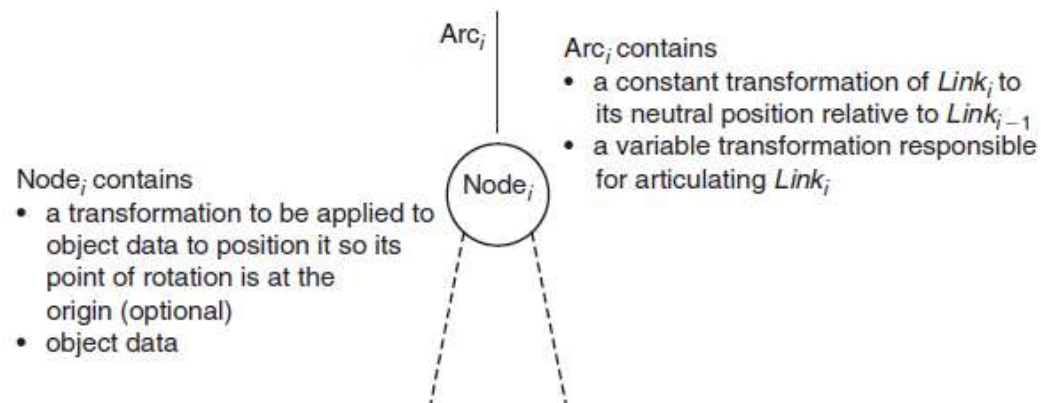 Arc_i
Arc_i contains
• a constant transformation of Link_i to
its neutral position relative to Link_{i–1}
• a variable transformation responsible
for articulating Link_i
Node_i
Node_i contains
• a transformation to be applied to
object data to position it so its
point of rotation is at the
origin (optional)
• object data